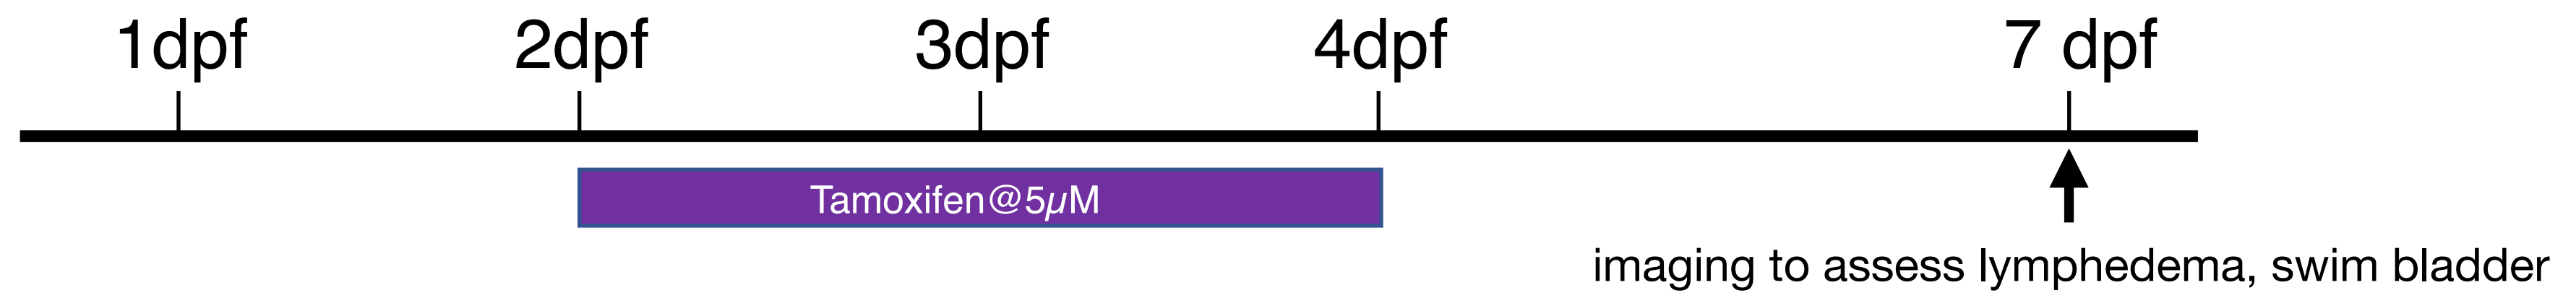 1dpf 2dpf 3dpf 4dpf 7 dpf
Tamoxifen@5μM
imaging to assess lymphedema, swim bladder